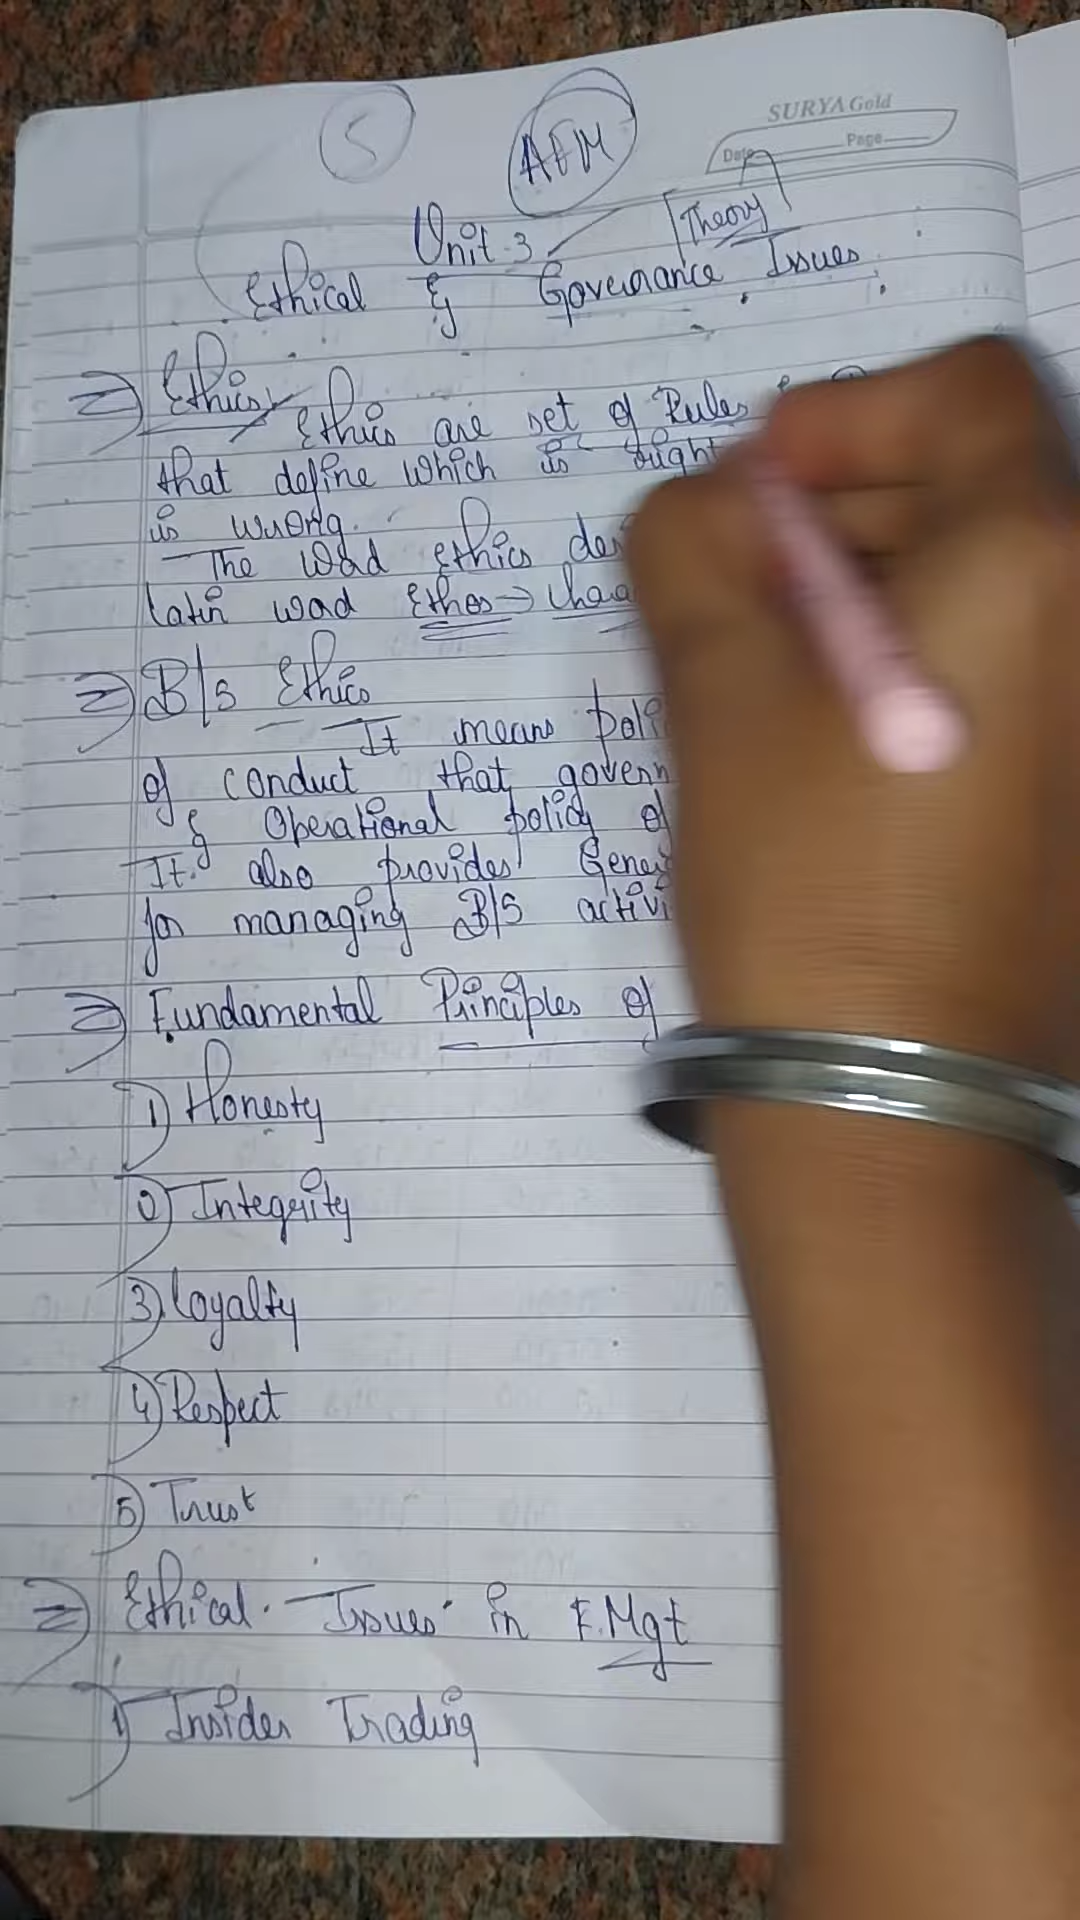 5
AFM
SURYA Gold
Date Page
Unit-3
Theory
Ethical & Governance Issues
Ethics
Ethics are set of Rules &
that define which is right
is wrong.
The word ethics
latin word Ethos →
B/S Ethics
It means
of conduct that govern
& Operational policy of
It also provides
for managing B/S
Fundamental Principles of
1) Honesty
2) Integrity
3) Loyalty
4) Respect
5) Trust
Ethical Issues in F.Mgt
1) Insider Trading